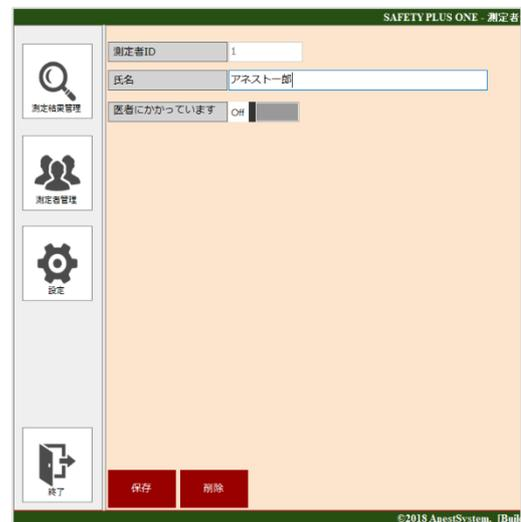 SAFETY PLUS ONE - 測定者
測定結果管理
測定者管理
設定
終了
測定者ID 1
氏名 アネスト一郎
医者にかかっています Off
保存 削除
©2018 AnestSystem. [Buil